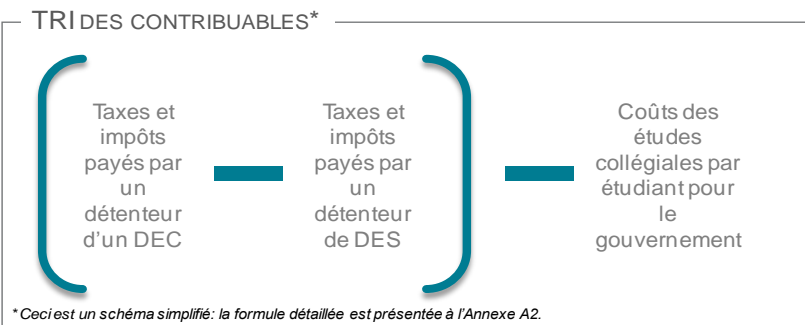 TRI DES CONTRIBUABLES*
Taxes et
impôts
payés par
un
détenteur
d'un DEC
Taxes et
impôts
payés par
un
détenteur
de DES
Coûts des
études
collégiales par
étudiant pour
le
gouvernement
* Ceci est un schéma simplifié: la formule détaillée est présentée à l'Annexe A2.